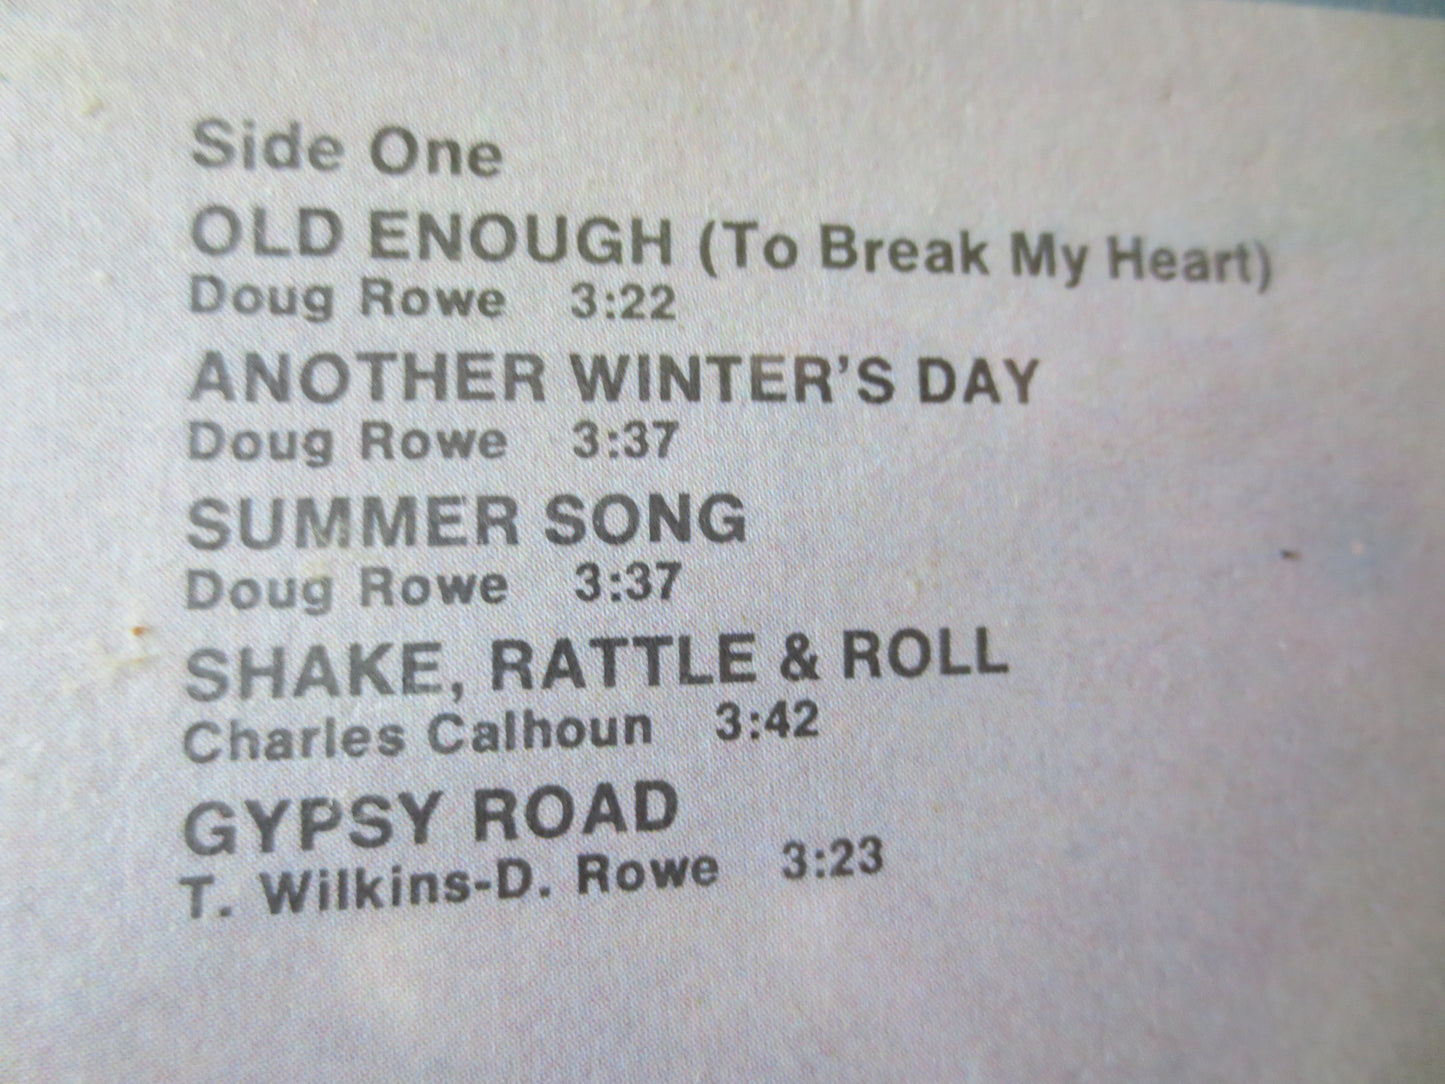 Side One
OLD ENOUGH (To Break My Heart)
Doug Rowe 3:22
ANOTHER WINTER'S DAY
Doug Rowe 3:37
SUMMER SONG
Doug Rowe 3:37
SHAKE, RATTLE & ROLL
Charles Calhoun 3:42
GYPSY ROAD
T. Wilkins-D. Rowe 3:23